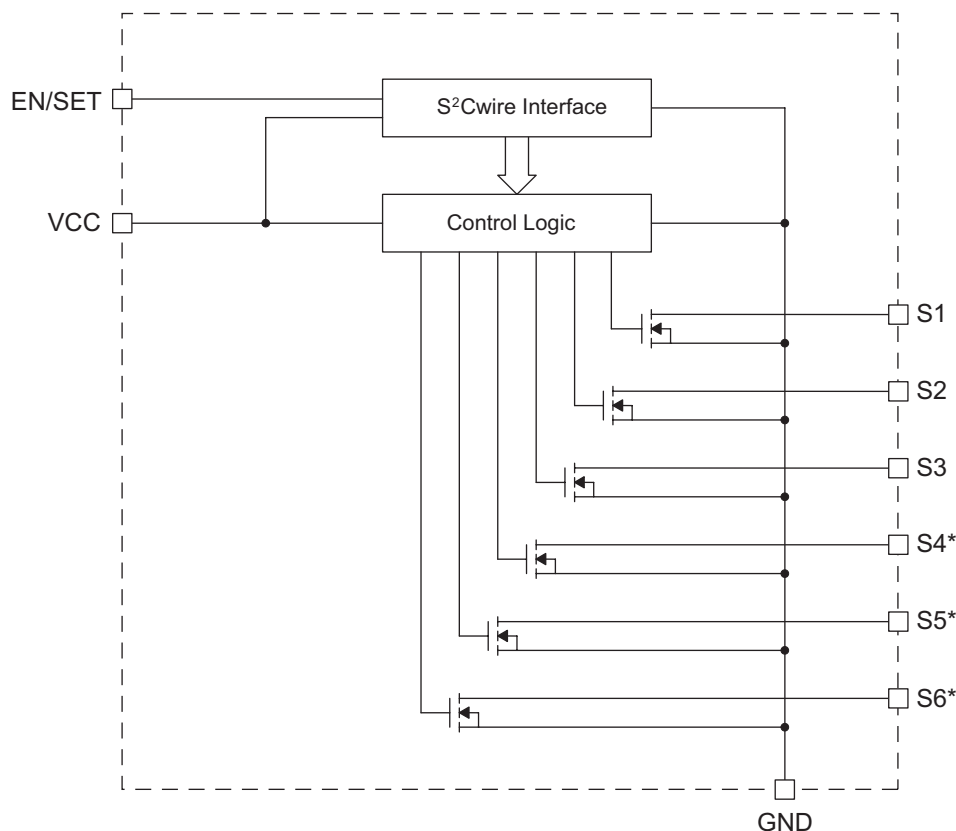 EN/SET
S²Cwire Interface
VCC
Control Logic
S1
S2
S3
S4*
S5*
S6*
GND